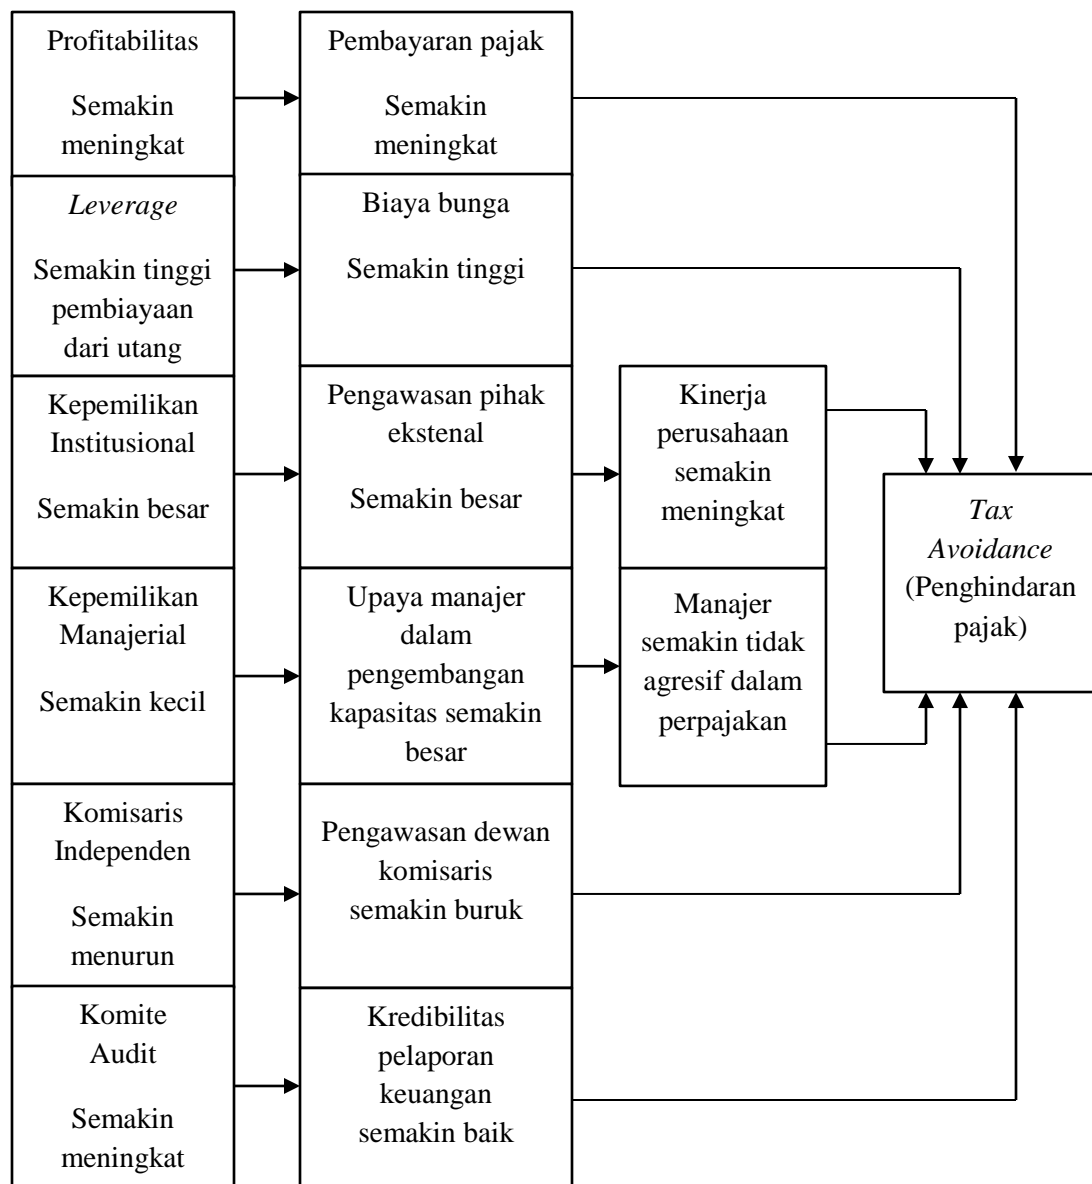 Profitabilitas
Semakin
meningkat
Pembayaran pajak
Semakin
meningkat
Leverage
Semakin tinggi
pembiayaan
dari utang
Biaya bunga
Semakin tinggi
Kepemilikan
Institusional
Semakin besar
Pengawasan pihak
ekstenal
Semakin besar
Kinerja
perusahaan
semakin
meningkat
Kepemilikan
Manajerial
Semakin kecil
Upaya manajer
dalam
pengembangan
kapasitas semakin
besar
Manajer
semakin tidak
agresif dalam
perpajakan
Tax
Avoidance
(Penghindaran
pajak)
Komisaris
Independen
Semakin
menurun
Pengawasan dewan
komisaris
semakin buruk
Komite
Audit
Semakin
meningkat
Kredibilitas
pelaporan
keuangan
semakin baik